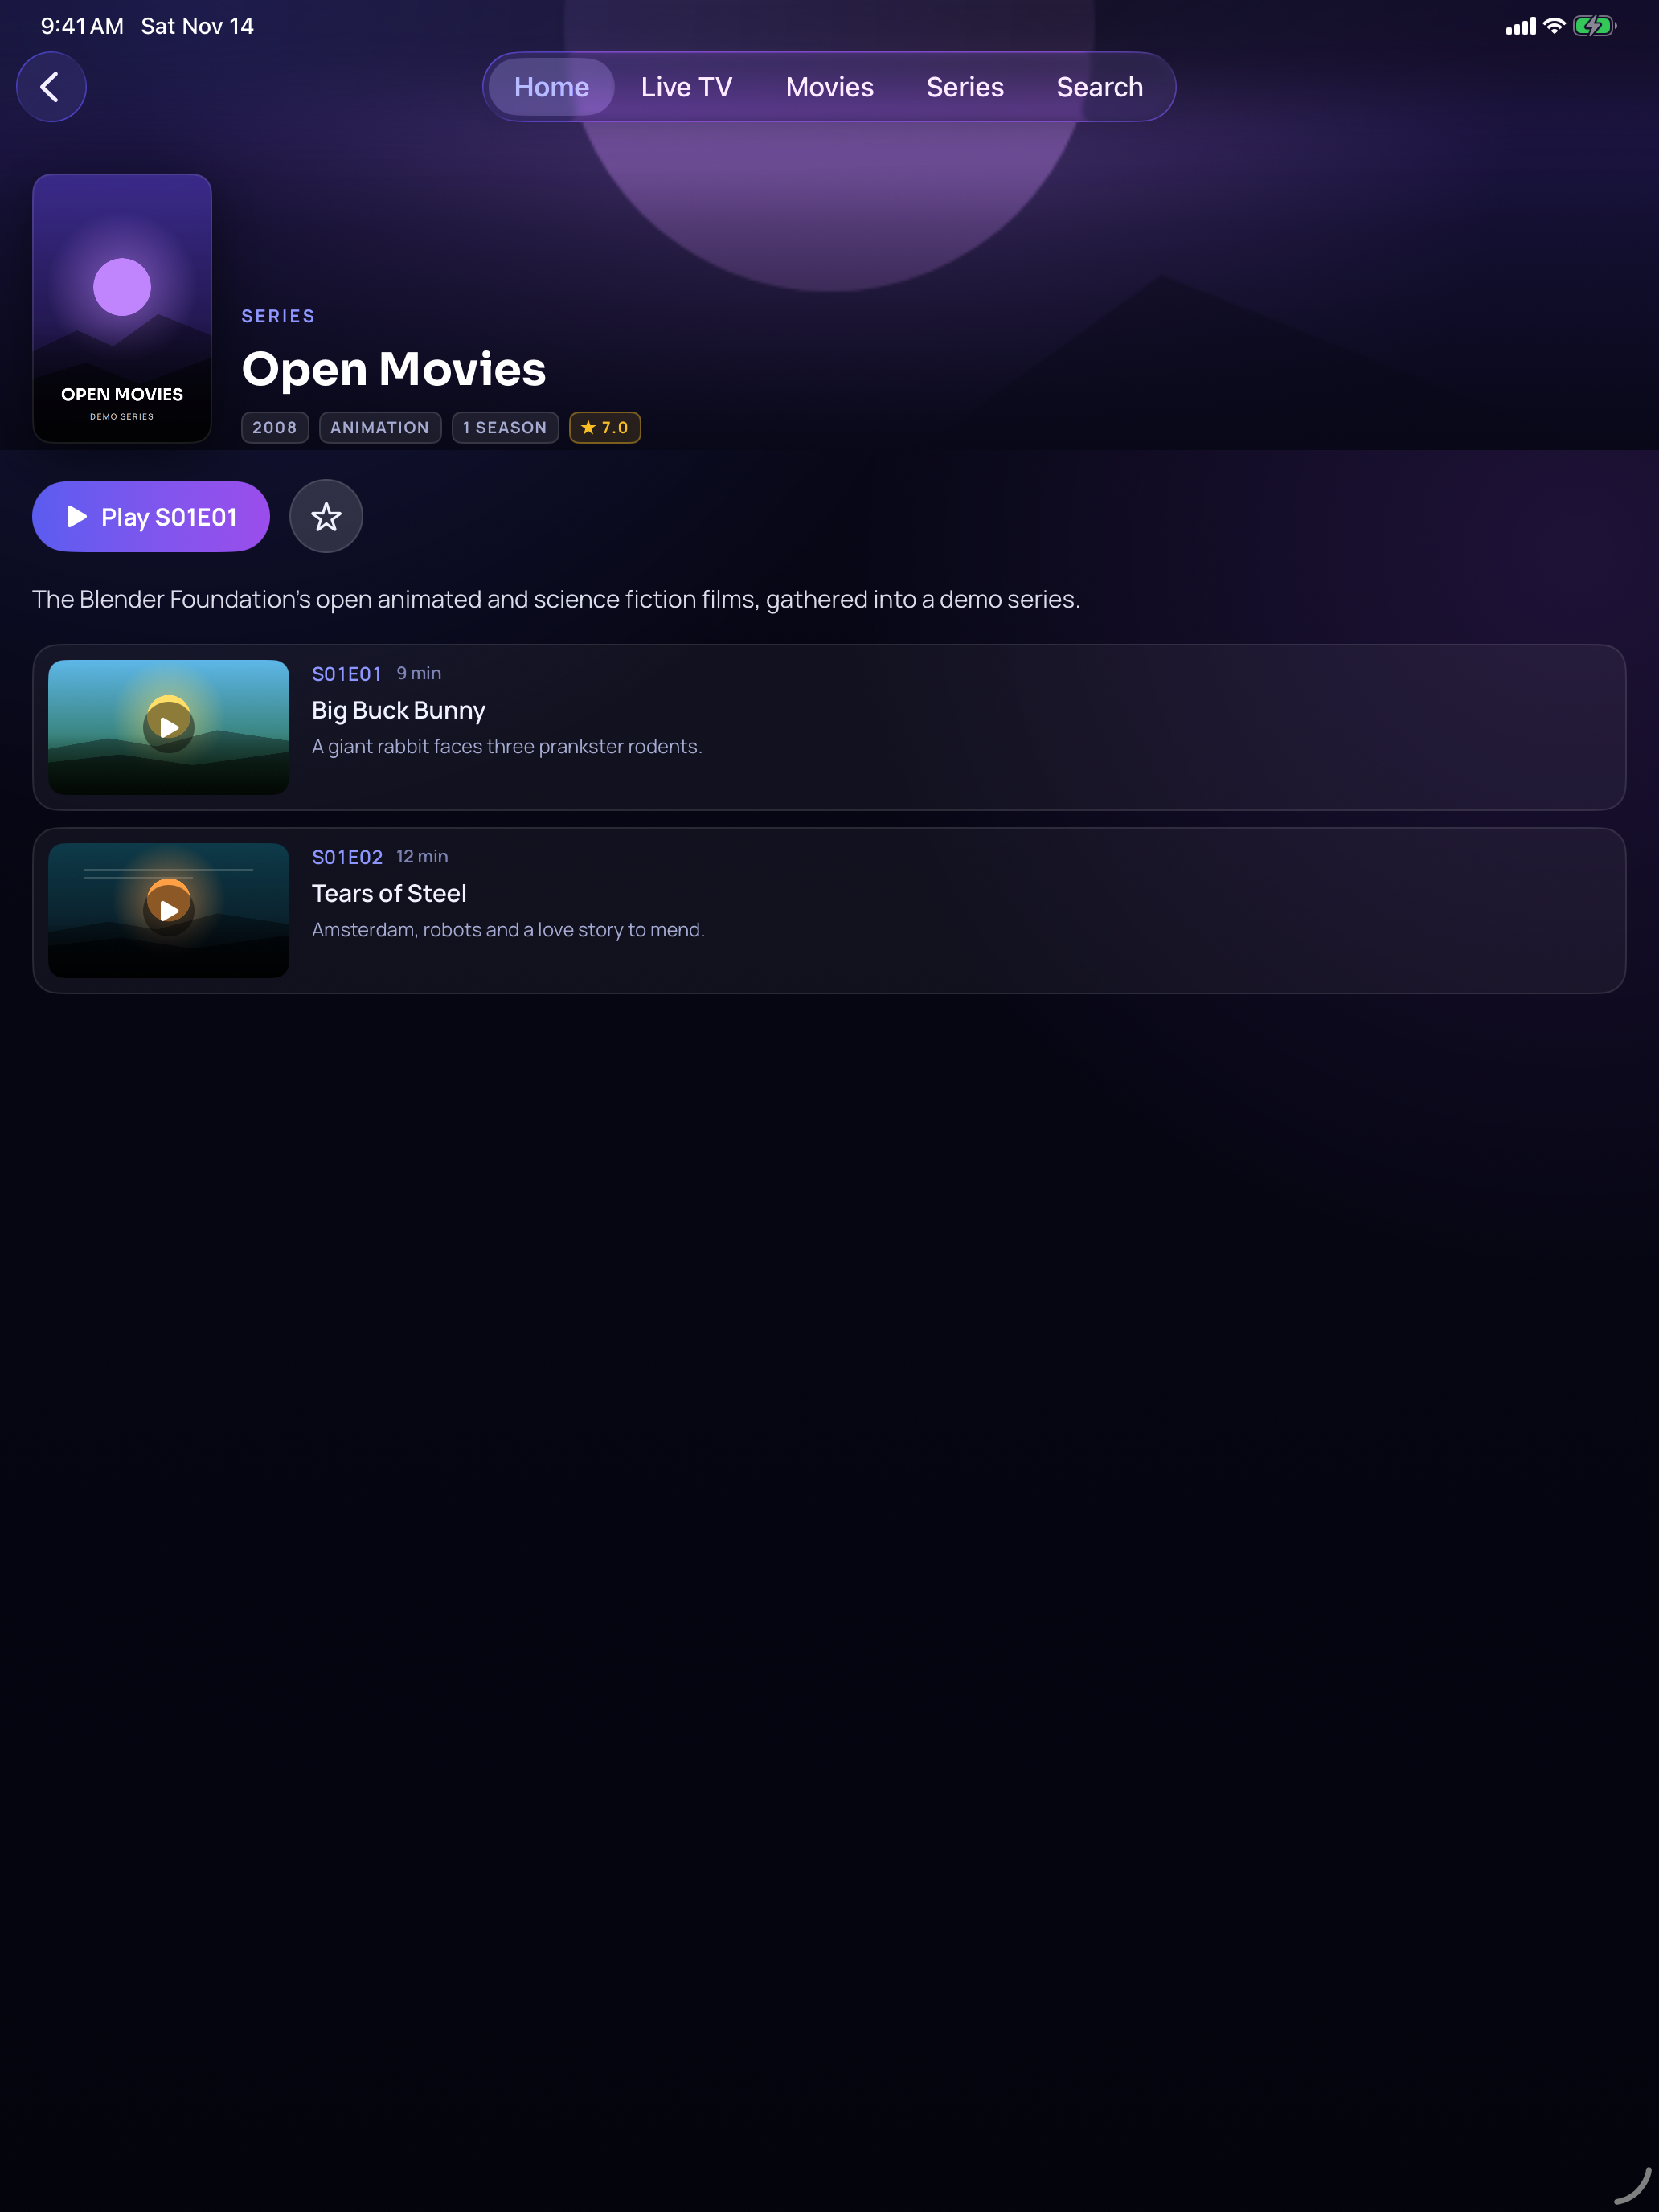 9:41 AM Sat Nov 14
Home Live TV Movies Series Search
OPEN MOVIES
DEMO SERIES
SERIES
Open Movies
2008 ANIMATION 1 SEASON ★ 7.0
Play S01E01
The Blender Foundation’s open animated and science fiction films, gathered into a demo series.
S01E01 9 min
Big Buck Bunny
A giant rabbit faces three prankster rodents.
S01E02 12 min
Tears of Steel
Amsterdam, robots and a love story to mend.